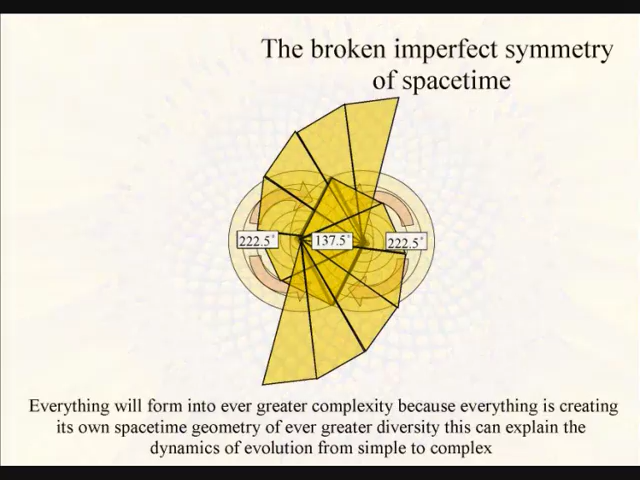 The broken imperfect symmetry
of spacetime
222.5°
137.5°
222.5°
Everything will form into ever greater complexity because everything is creating
its own spacetime geometry of ever greater diversity this can explain the
dynamics of evolution from simple to complex